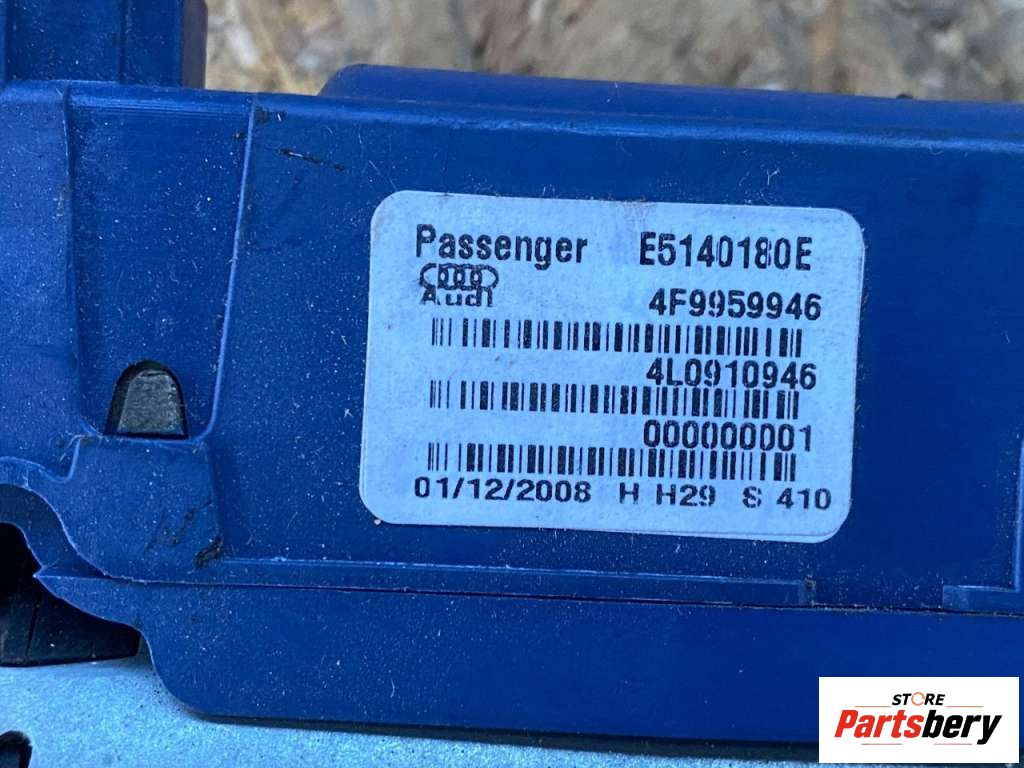 Passenger E5140180E
Audi 4F9959946
4L0910946
000000001
01/12/2008 H H29 S 410
STORE
Partsbery